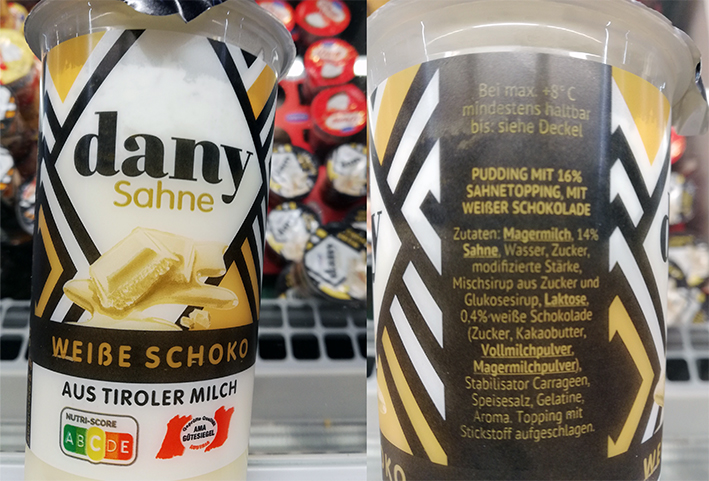 dany
Sahne
WEIẞE SCHOKO
AUS TIROLER MILCH
NUTRI-SCORE
ABCDE
AMA
GÜTESIEGEL
dany
Bei max. +8°C
mindestens haltbar
bis: siehe Deckel
PUDDING MIT 16%
SAHNETOPPING, MIT
WEIẞER SCHOKOLADE
Zutaten: Magermilch, 14%
Sahne, Wasser, Zucker,
modifizierte Stärke,
Mischsirup aus Zucker und
Glukosesirup, Laktose,
0,4% weiße Schokolade
(Zucker, Kakaobutter,
Vollmilchpulver,
Magermilchpulver),
Stabilisator Carrageen,
Speisesalz, Gelatine,
Aroma. Topping mit
Stickstoff aufgeschlagen.